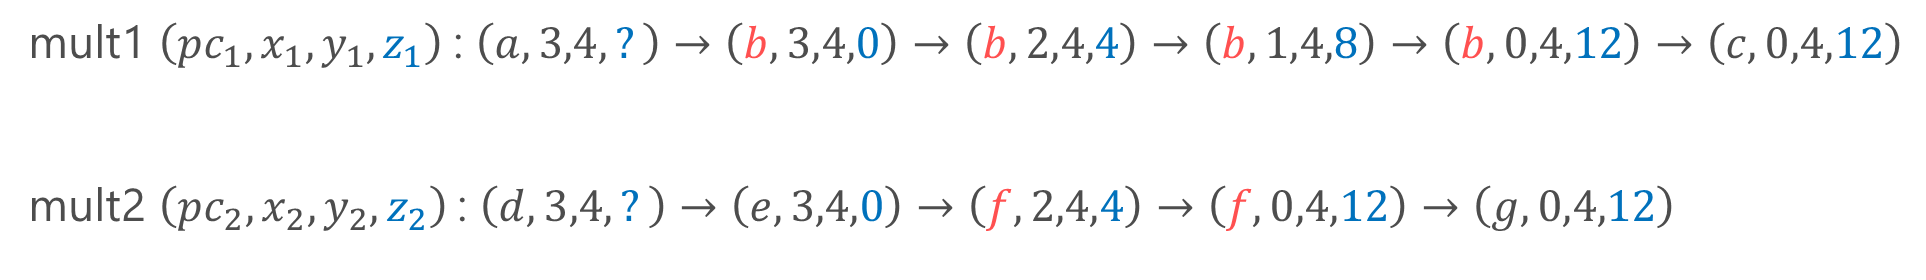 mult1 (pc₁, x₁, y₁, z₁) : (a, 3,4, ? ) → (b, 3,4,0) → (b, 2,4,4) → (b, 1,4,8) → (b, 0,4,12) → (c, 0,4,12)
mult2 (pc₂, x₂, y₂, z₂) : (d, 3,4, ? ) → (e, 3,4,0) → (f, 2,4,4) → (f, 0,4,12) → (g, 0,4,12)